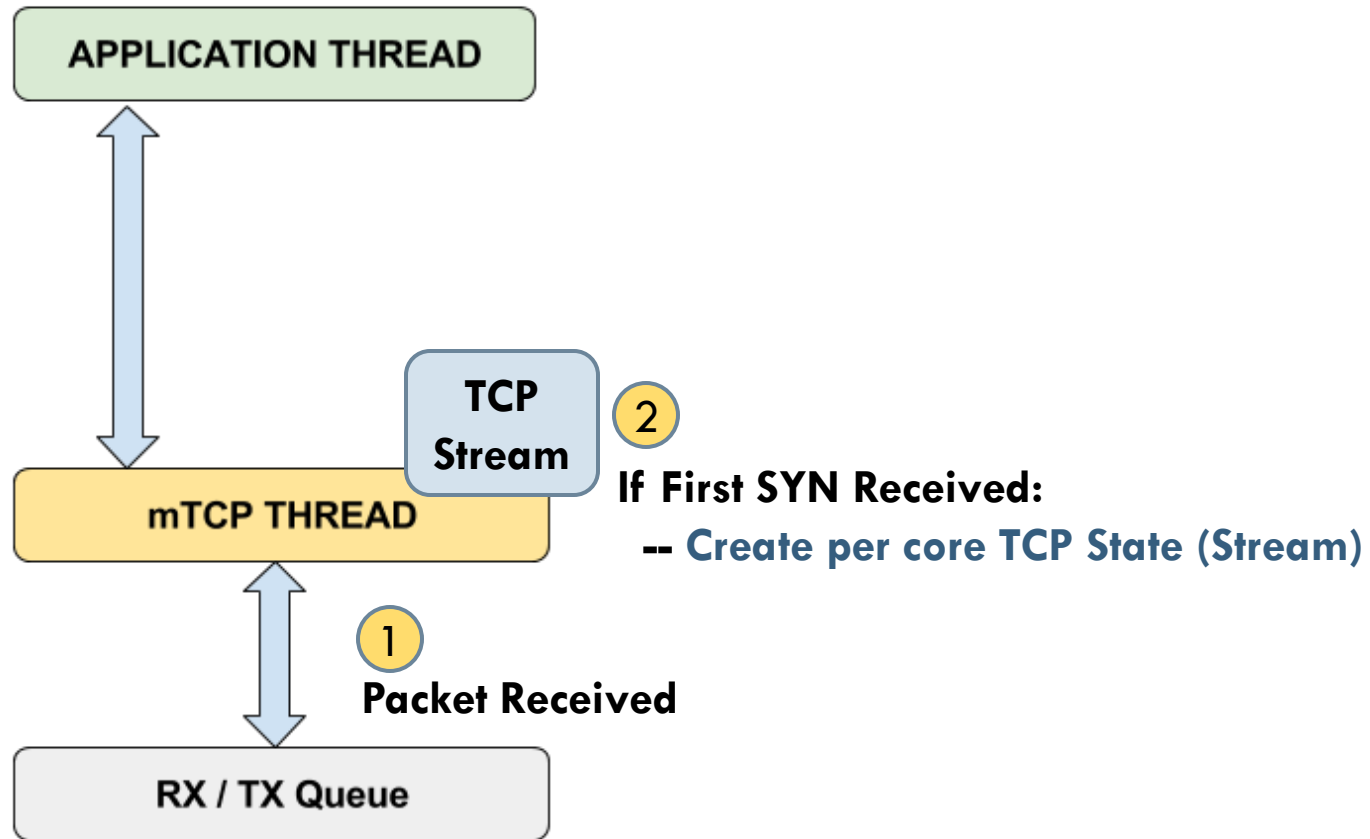 APPLICATION THREAD
TCP
Stream
2
If First SYN Received:
-- Create per core TCP State (Stream)
mTCP THREAD
1
Packet Received
RX / TX Queue